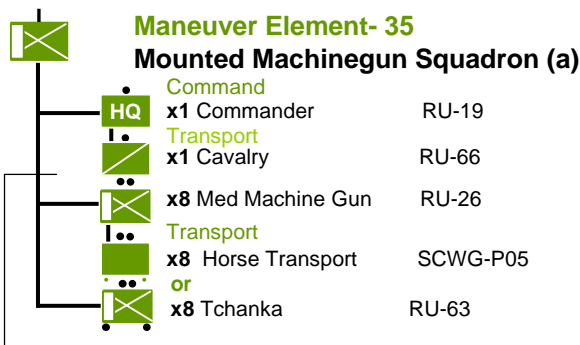 Maneuver Element- 35
Mounted Machinegun Squadron (a)
Command
HQ x1 Commander RU-19
Transport
x1 Cavalry RU-66
x8 Med Machine Gun RU-26
Transport
x8 Horse Transport SCWG-P05
or
x8 Tchanka RU-63